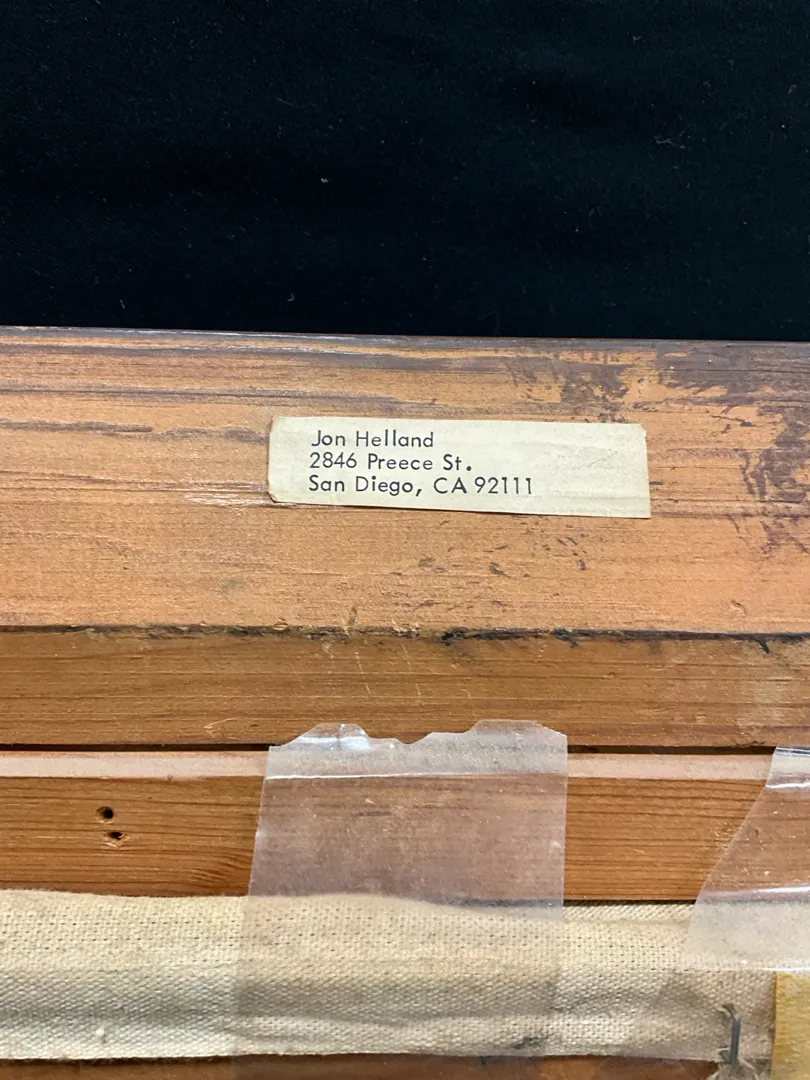 Jon Helland
2846 Preece St.
San Diego, CA 92111